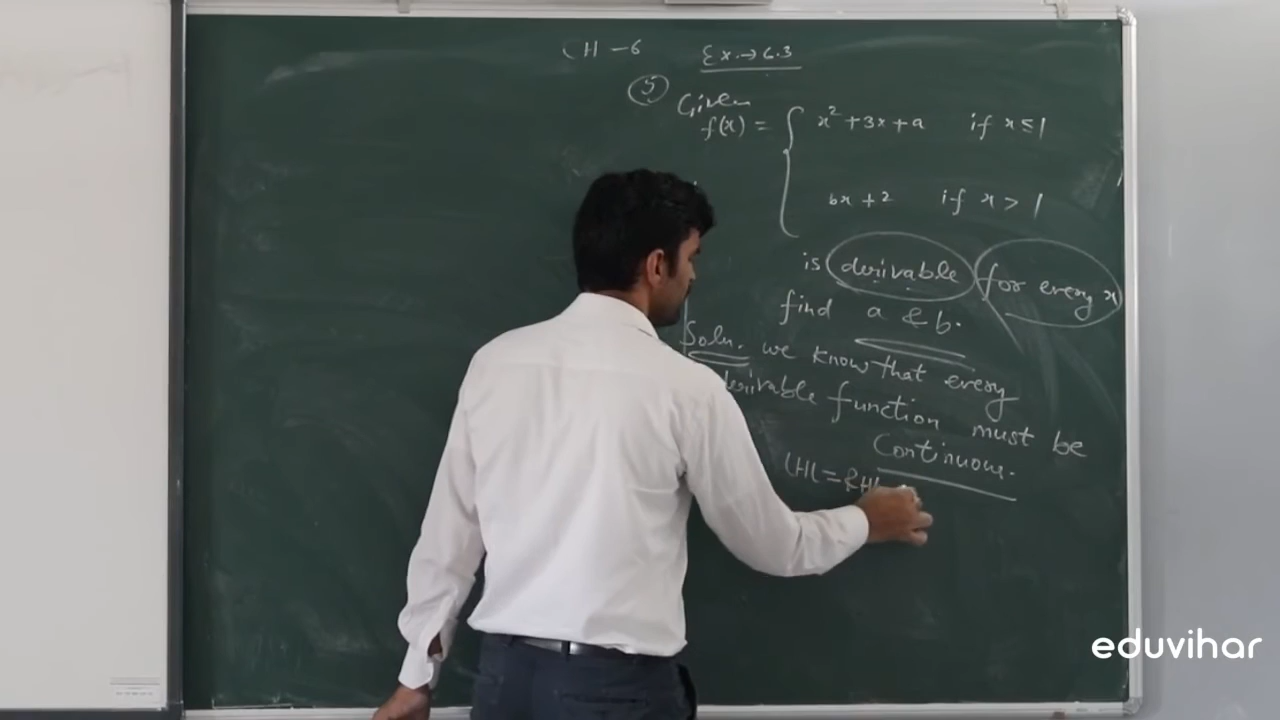 CH-6 Ex.→6.3
5 Given
f(x) = { x²+3x+a if x≤1
bx+2 if x>1
is derivable for every x
find a & b.
Soln. we know that every
derivable function must be
Continuous.
LHL=RHL
eduvihar